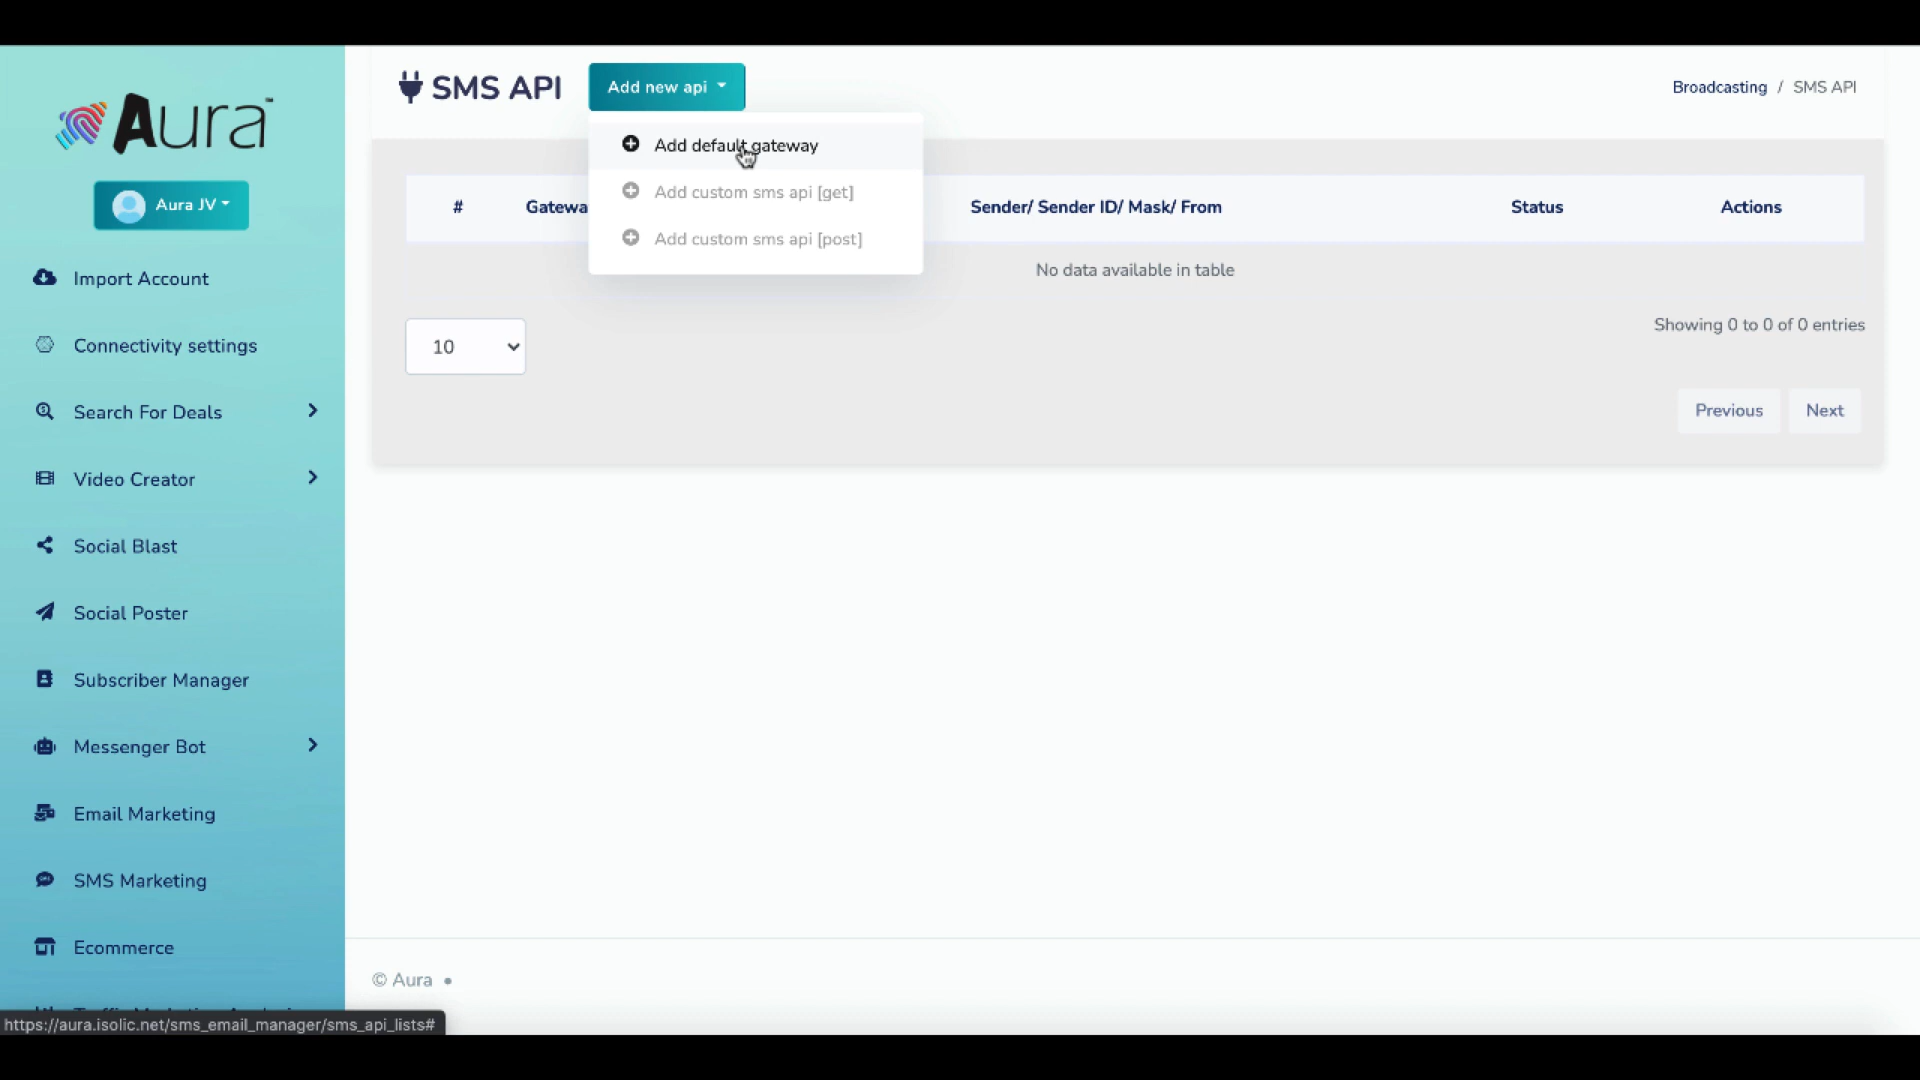 Aura™
Aura JV
Import Account
Connectivity settings
Search For Deals
Video Creator
Social Blast
Social Poster
Subscriber Manager
Messenger Bot
Email Marketing
SMS Marketing
Ecommerce
https://aura.isolic.net/sms_email_manager/sms_api_lists#
SMS API
Add new api
Broadcasting / SMS API
Add default gateway
Add custom sms api [get]
Add custom sms api [post]
# Gatewa Sender/ Sender ID/ Mask/ From Status Actions
No data available in table
10
Showing 0 to 0 of 0 entries
Previous Next
© Aura •